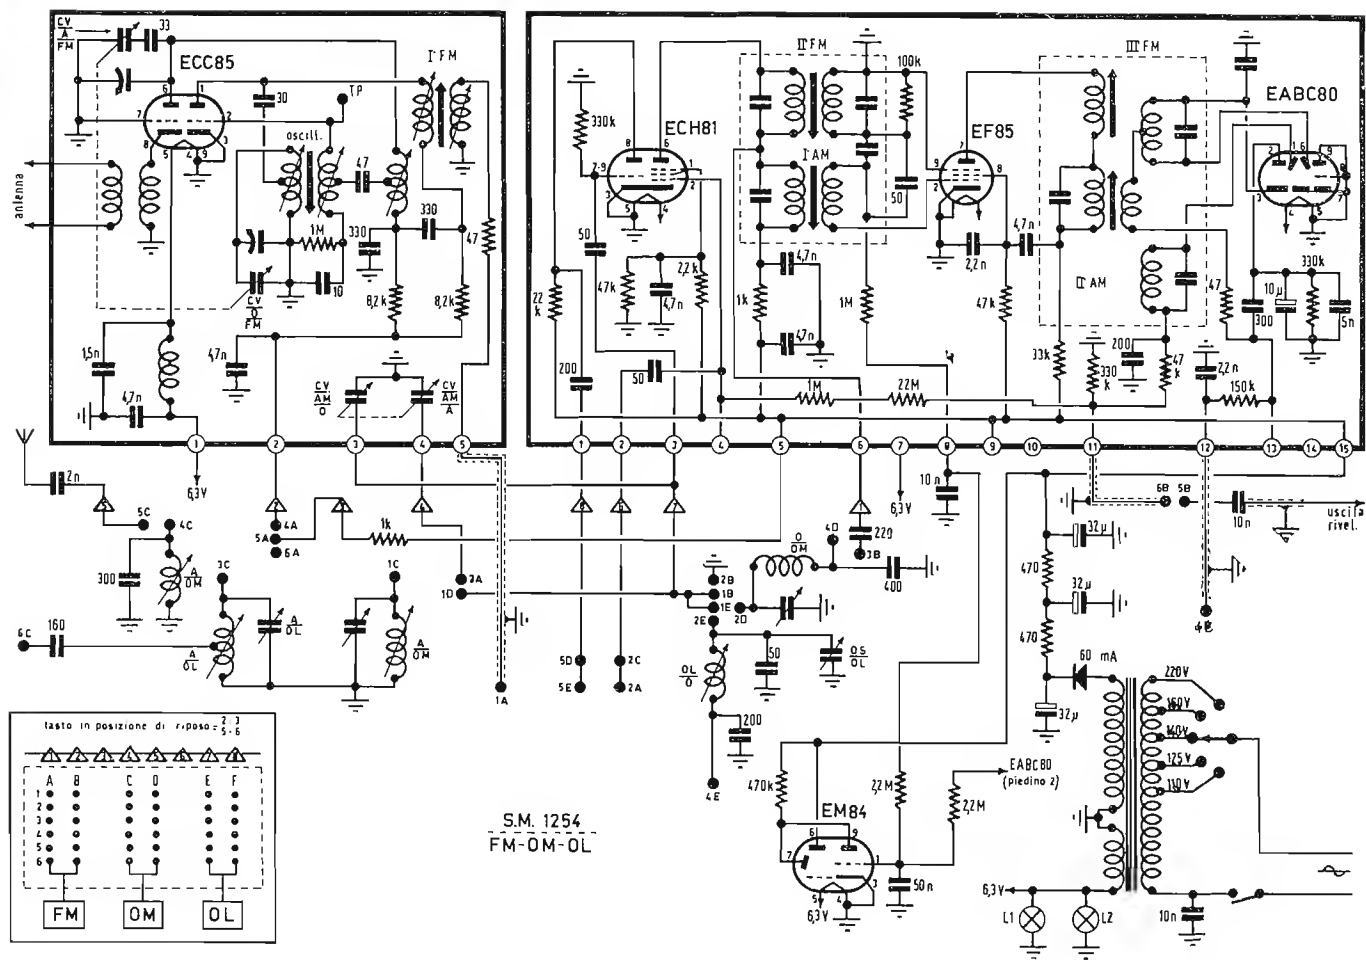 CV
A
FM
33
ECC85
I° FM
30
T.P
oscill.
47
antenna
1M
330
330
47
10
CV
O
FM
8,2k
8,2k
1,5n
4,7n
4,7n
CV
AM
O
CV
AM
A
1
2
3
4
5
6,3V
330k
ECH81
50
22
k
47k
4,7n
2,2k
200
50
II° FM
I° AM
100k
50
4,7n
1k
4,7n
1M
1M
22M
EF85
2,2n
4,7n
47k
III° FM
II° AM
33k
330
k
200
47
k
47
2,2n
150k
EABC80
330k
10µ
300
5n
1
2
3
4
5
6
7
8
9
10
11
12
13
14
15
2n
5C
4C
300
A
OM
4A
5A
6A
1k
3C
1C
3A
1D
A
OL
A
OL
A
OM
6C
160
1A
5D
5E
2C
2A
2B
1B
1E
2E
2D
O
OM
4D
220
3B
400
6,3V
10n
OL
O
50
OS
OL
200
4E
32µ
470
32µ
470
60 mA
32µ
6B
5B
10n
uscita
rivel.
220V
160V
140V
125V
110V
470k
EM84
2,2M
2,2M
EABC80
(piedino 2)
50n
6,3V
6,3V
L1
L2
10n
S.M. 1254
FM-OM-OL
tasto in posizione di riposo = 2-3
5-6
A B C D E F
1
2
3
4
5
6
FM
OM
OL